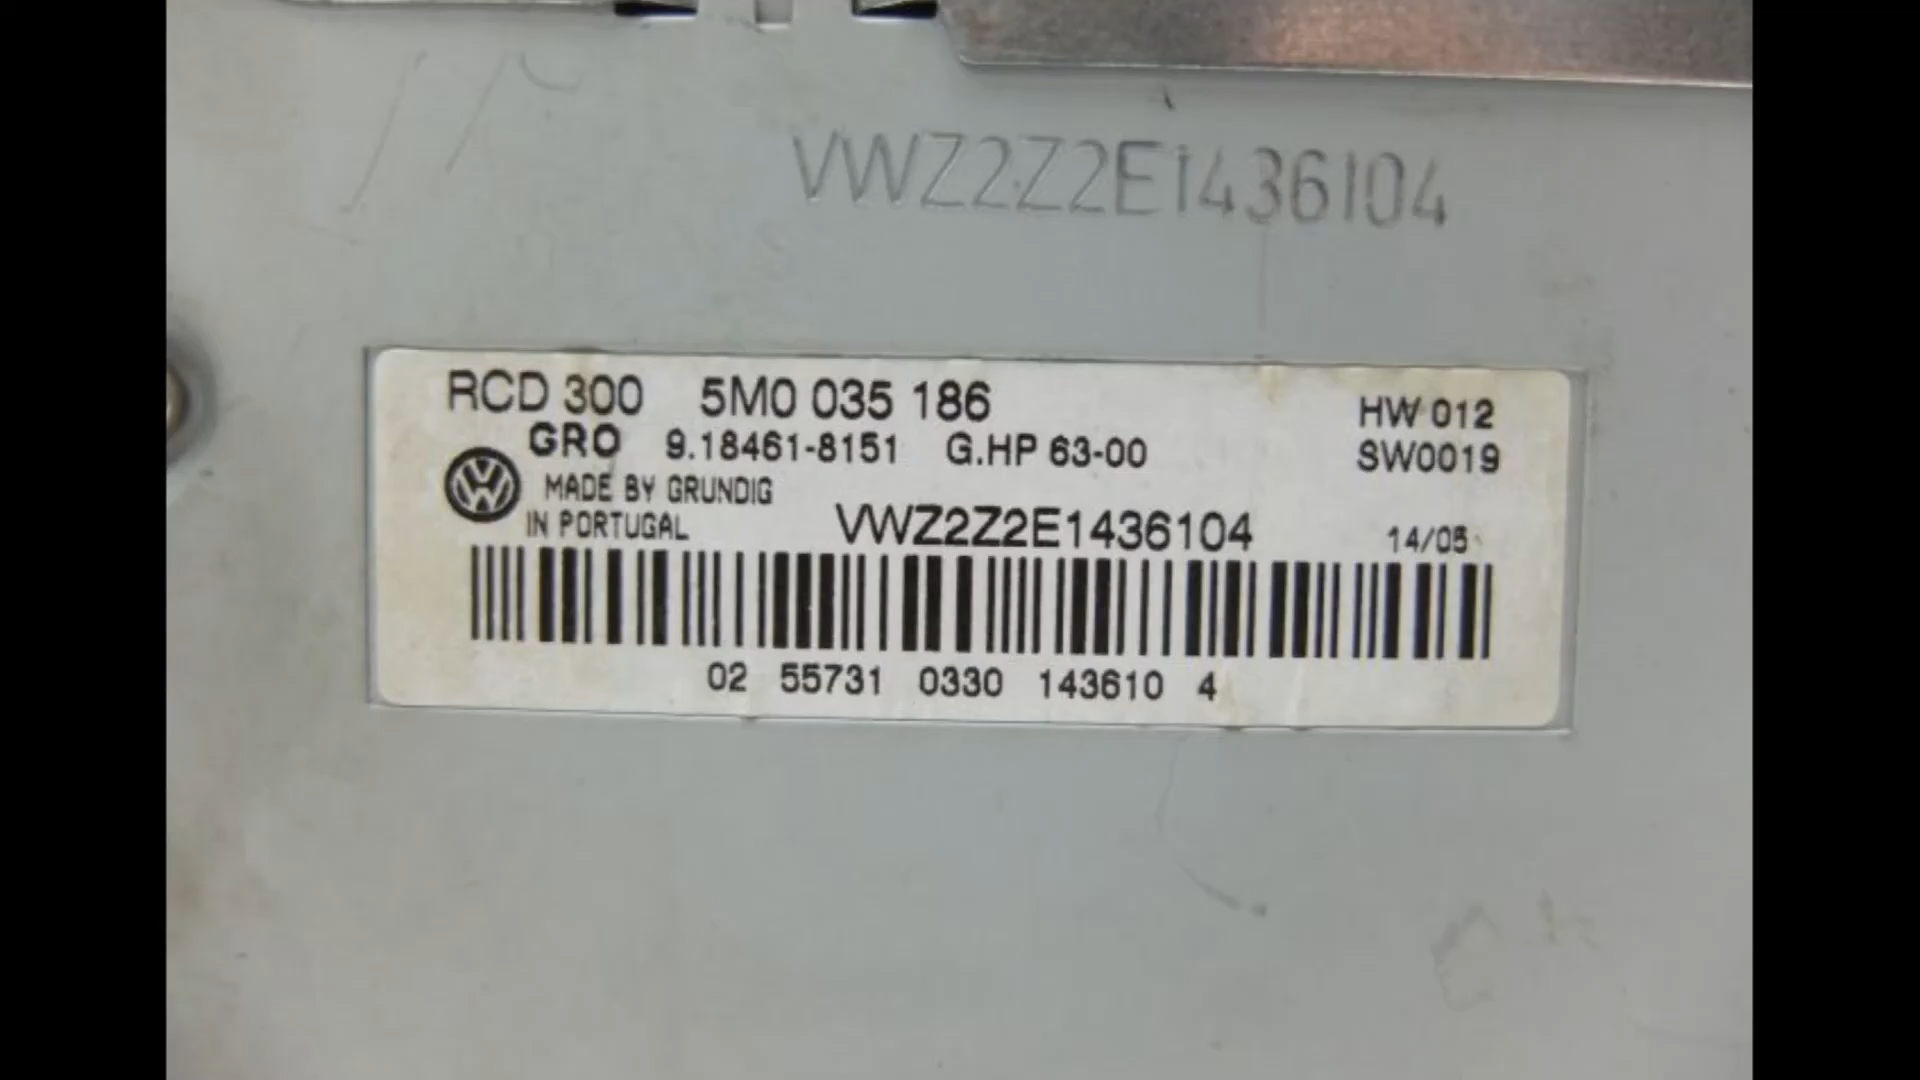 VWZ2Z2E1436104
RCD 300 5M0 035 186 HW 012
GRO 9.18461-8151 G.HP 63-00 SW0019
MADE BY GRUNDIG
IN PORTUGAL VWZ2Z2E1436104 14/05
02 55731 0330 143610 4